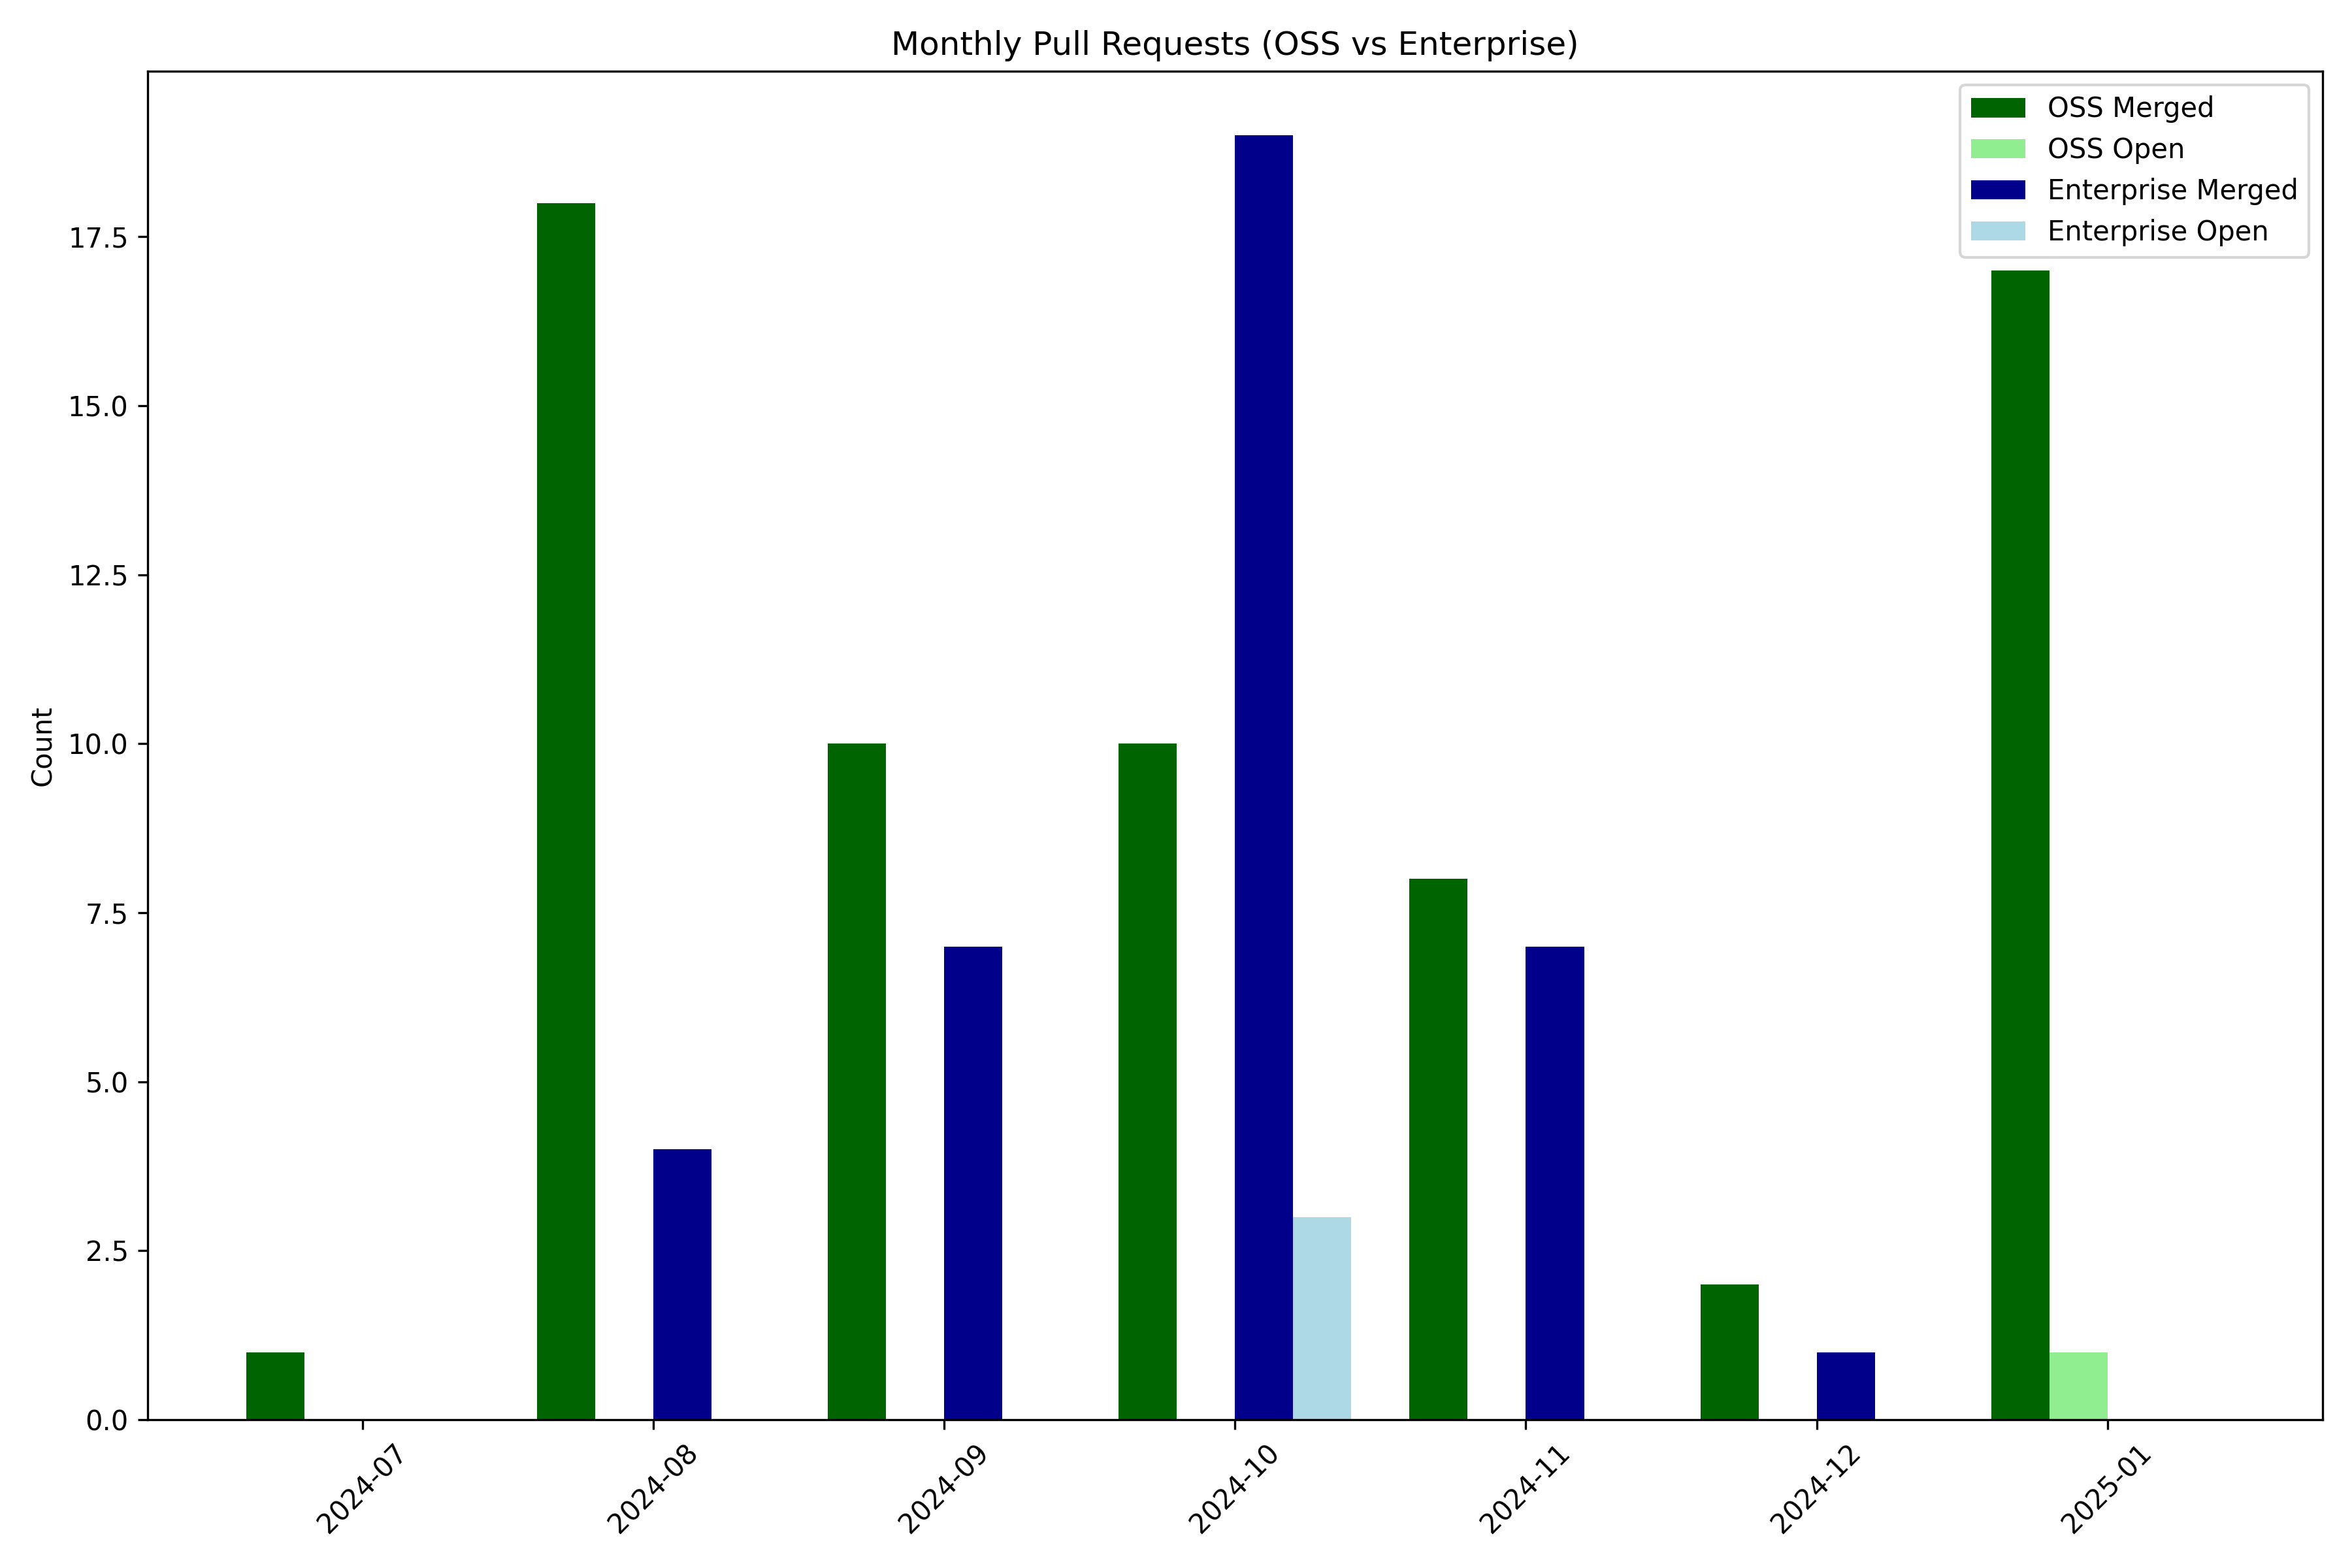 Monthly Pull Requests (OSS vs Enterprise)
OSS Merged
OSS Open
Enterprise Merged
Enterprise Open
Count
17.5
15.0
12.5
10.0
7.5
5.0
2.5
0.0
2024-07
2024-08
2024-09
2024-10
2024-11
2024-12
2025-01